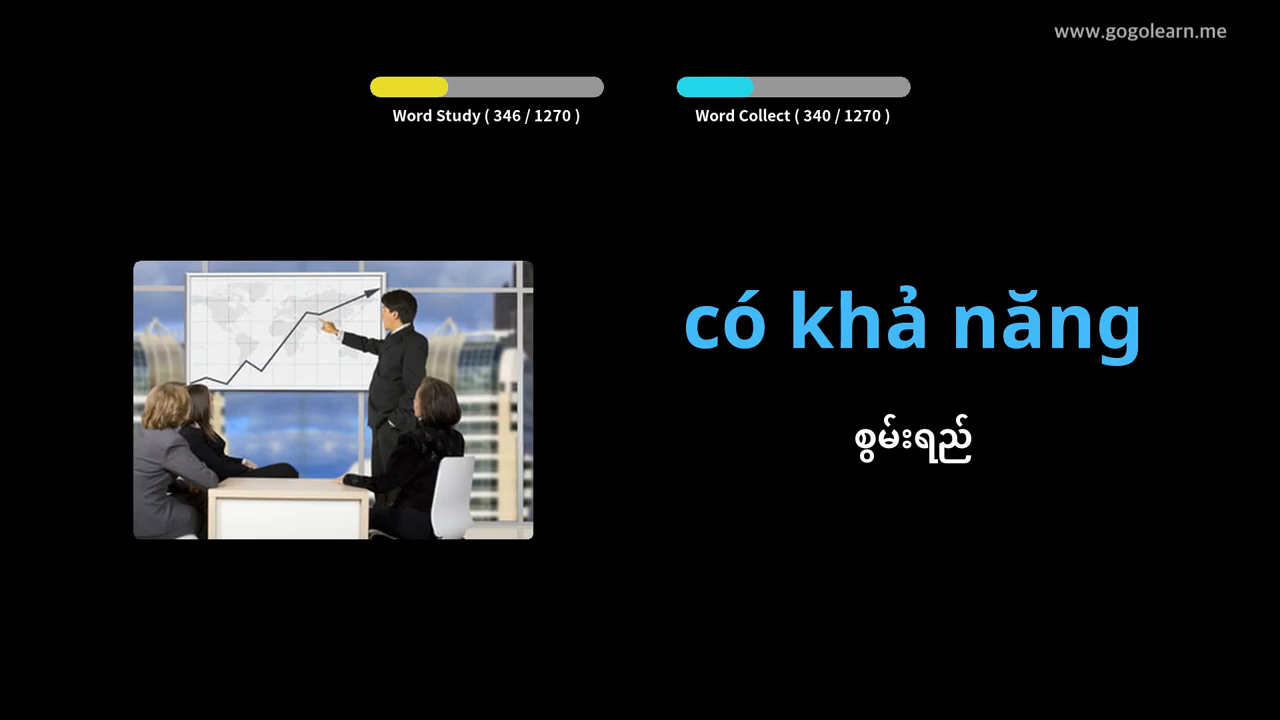 www.gogolearn.me
Word Study ( 346 / 1270 )
Word Collect ( 340 / 1270 )
có khả năng
စွမ်းရည်